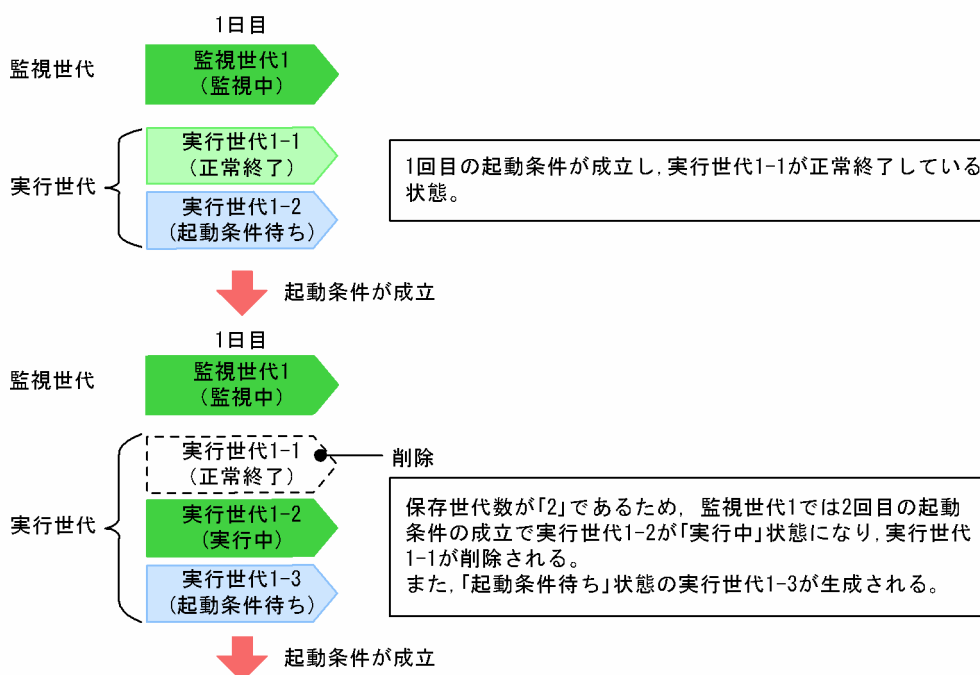 1日目
監視世代
監視世代1
(監視中)
実行世代
実行世代1-1
(正常終了)
実行世代1-2
(起動条件待ち)
1回目の起動条件が成立し,実行世代1-1が正常終了している
状態。
起動条件が成立
1日目
監視世代
監視世代1
(監視中)
実行世代
実行世代1-1
(正常終了)
削除
実行世代1-2
(実行中)
実行世代1-3
(起動条件待ち)
保存世代数が「2」であるため, 監視世代1では2回目の起動
条件の成立で実行世代1-2が「実行中」状態になり,実行世代
1-1が削除される。
また,「起動条件待ち」状態の実行世代1-3が生成される。
起動条件が成立